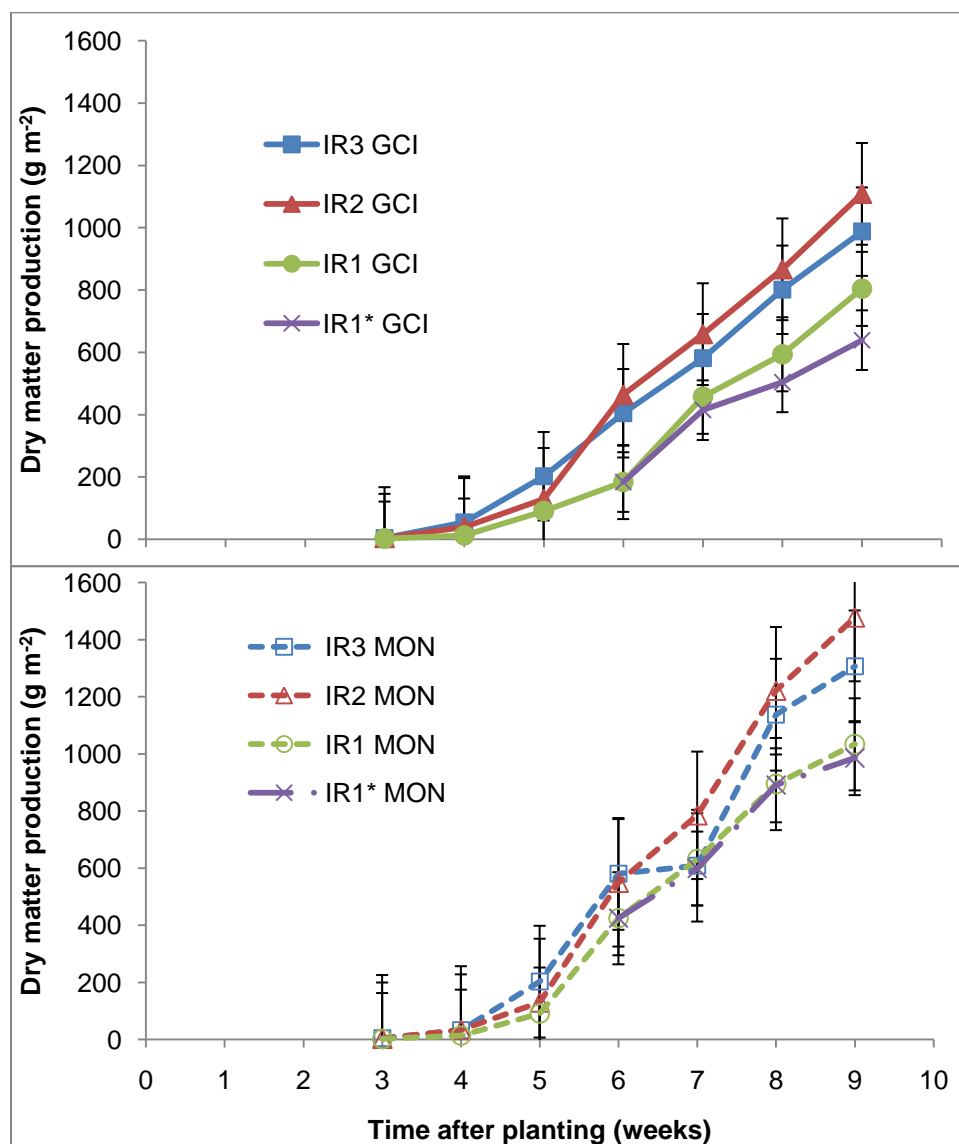 Dry matter production (g m-2)
1600
1400
1200
1000
800
600
400
200
0
IR3 GCI
IR2 GCI
IR1 GCI
IR1* GCI
Dry matter production (g m-2)
1600
1400
1200
1000
800
600
400
200
0
IR3 MON
IR2 MON
IR1 MON
IR1* MON
0 1 2 3 4 5 6 7 8 9 10
Time after planting (weeks)